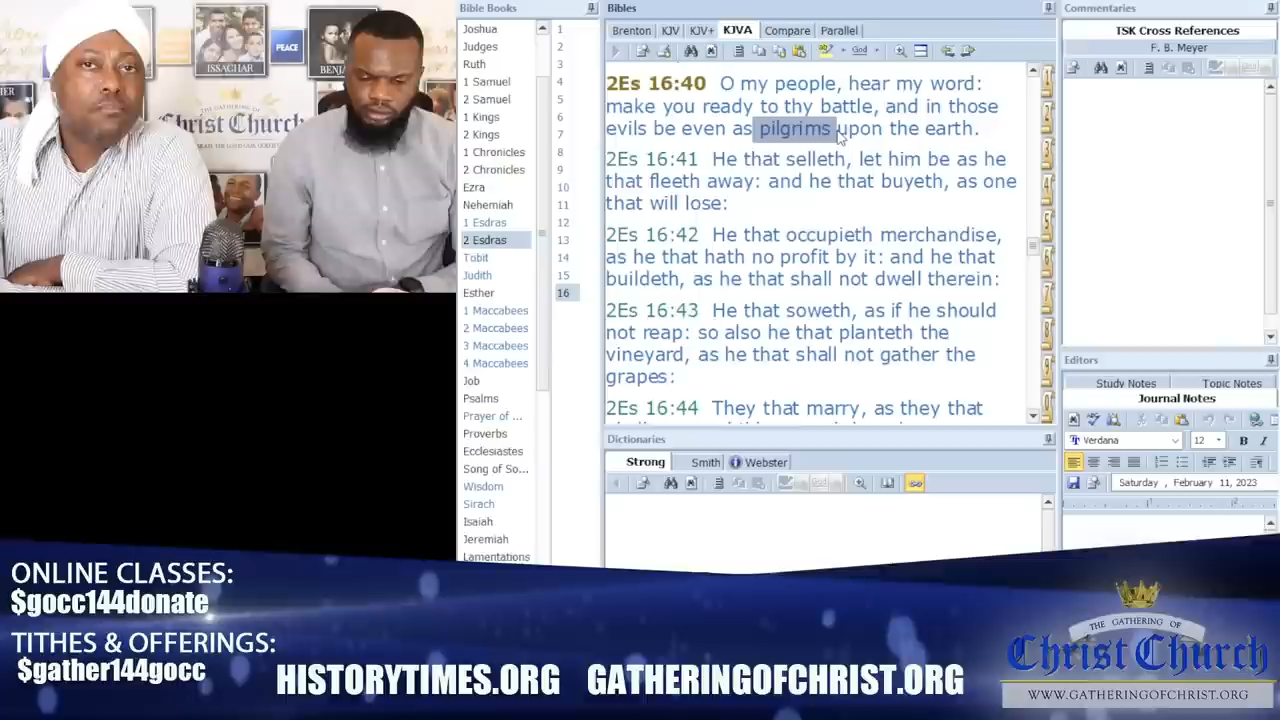 ISSACHAR
PEACE
BENJ
THE GATHERING OF
Christ Church
Bible Books
Joshua
Judges
Ruth
1 Samuel
2 Samuel
1 Kings
2 Kings
1 Chronicles
2 Chronicles
Ezra
Nehemiah
1 Esdras
2 Esdras
Tobit
Judith
Esther
1 Maccabees
2 Maccabees
3 Maccabees
4 Maccabees
Job
Psalms
Prayer of ...
Proverbs
Ecclesiastes
Song of So...
Wisdom
Sirach
Isaiah
Jeremiah
Lamentations
1
2
3
4
5
6
7
8
9
10
11
12
13
14
15
16
Bibles
Brenton KJV KJV+ KJVA Compare Parallel
God
2Es 16:40 O my people, hear my word:
make you ready to thy battle, and in those
evils be even as pilgrims upon the earth.
2Es 16:41 He that selleth, let him be as he
that fleeth away: and he that buyeth, as one
that will lose:
2Es 16:42 He that occupieth merchandise,
as he that hath no profit by it: and he that
buildeth, as he that shall not dwell therein:
2Es 16:43 He that soweth, as if he should
not reap: so also he that planteth the
vineyard, as he that shall not gather the
grapes:
2Es 16:44 They that marry, as they that
Dictionaries
Strong Smith Webster
Commentaries
TSK Cross References
F. B. Meyer
Editors
Study Notes Topic Notes
Journal Notes
Verdana 12 B I
Saturday , February 11, 2023
ONLINE CLASSES:
$gocc144donate
TITHES & OFFERINGS:
$gather144gocc
HISTORYTIMES.ORG GATHERINGOFCHRIST.ORG
THE GATHERING OF
Christ Church
WWW.GATHERINGOFCHRIST.ORG